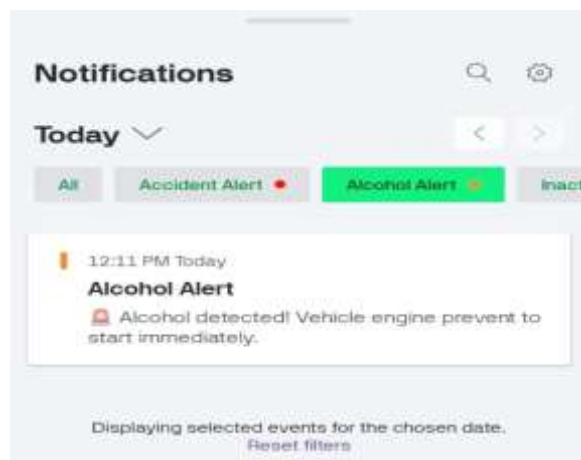 Notifications
Today
All Accident Alert Alcohol Alert Inact
12:11 PM Today
Alcohol Alert
🚨 Alcohol detected! Vehicle engine prevent to
start immediately.
Displaying selected events for the chosen date.
Reset filters